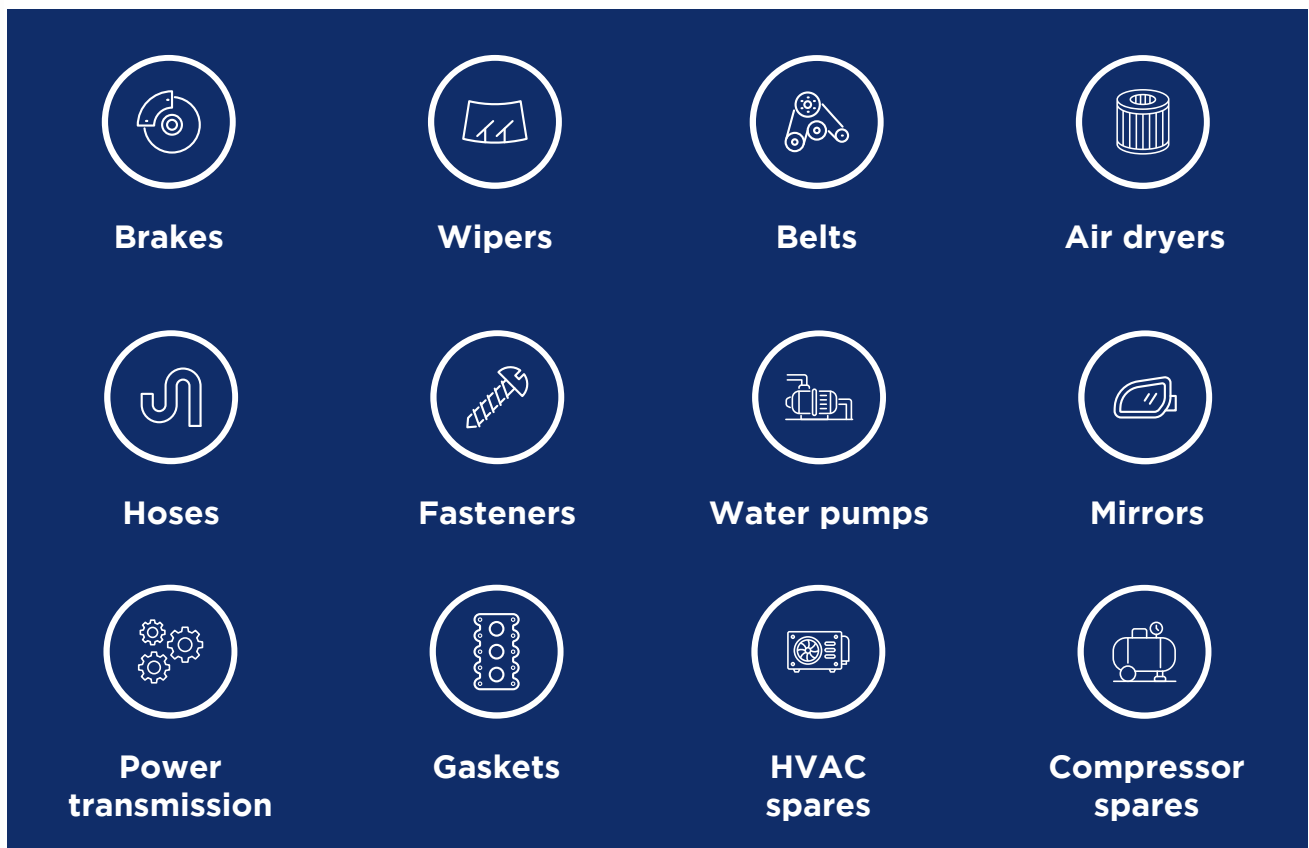 Brakes
Wipers
Belts
Air dryers
Hoses
Fasteners
Water pumps
Mirrors
Power
transmission
Gaskets
HVAC
spares
Compressor
spares